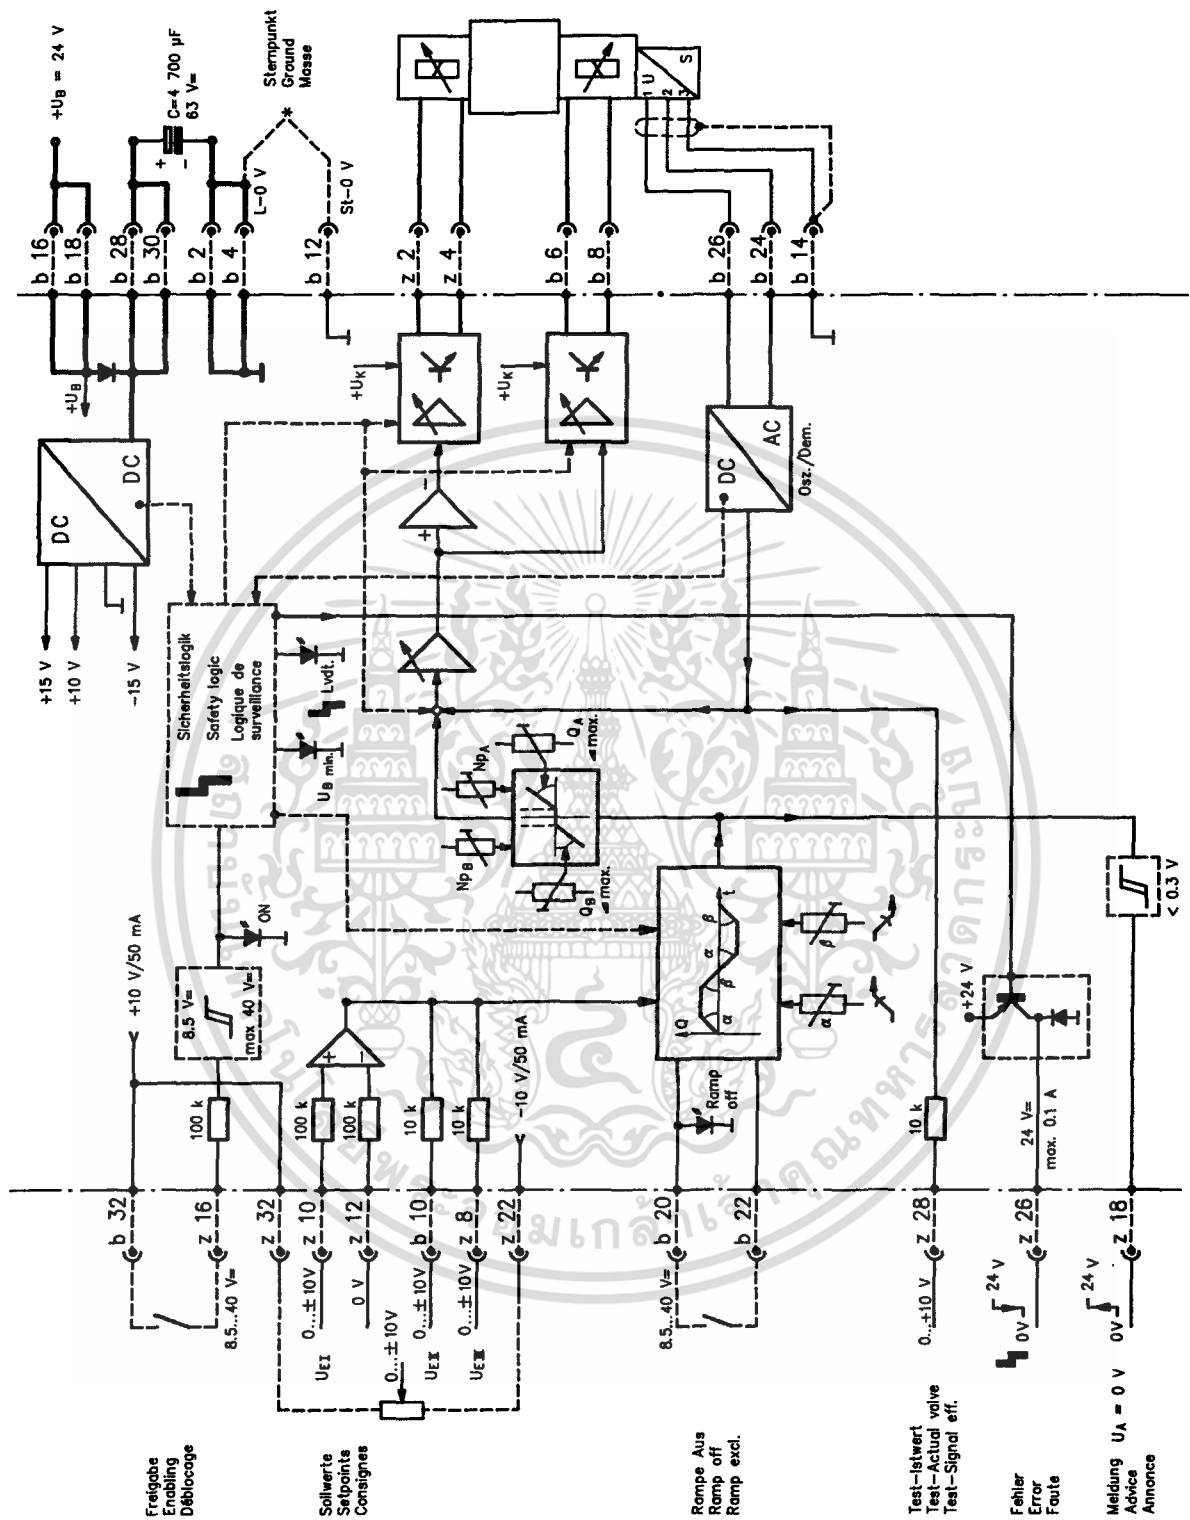 Freigabe
Enabling
Déblocage
Sollwerte
Setpoints
Consignes
Rampe Aus
Ramp off
Ramp excl.
Test-Istwert
Test-Actual valve
Test-Signal eff.
Fehler
Error
Faute
Meldung U_A = 0 V
Advice
Annonce
8.5...40 V=
U_EI
0...±10V
0 V
0...±10V
U_EII
0...±10V
U_EIII
0...±10V
8.5...40 V=
0...+10 V
0V
24 V
0V
24 V
b 32
z 16
z 32
z 10
z 12
b 10
z 8
z 22
b 20
b 22
z 28
z 26
z 18
+10 V/50 mA
100 k
100 k
100 k
10 k
10 k
-10 V/50 mA
Ramp
off
10 k
24 V=
max. 0.1 A
+24 V
< 0.3 V
8.5 V=
max 40 V=
ON
+
-
Q
t
α
β
α
β
α
β
Sicherheitslogik
Safety logic
Logique de
surveillance
U_B min.
Lvdt.
Np_B
Np_A
Q_B
max.
Q_A
max.
+15 V
+10 V
-15 V
DC
DC
+U_B
+
-
+U_K
+U_K
DC
AC
Osz./Dem.
b 16
b 18
b 28
b 30
b 2
b 4
b 12
z 2
z 4
b 6
b 8
b 26
b 24
b 14
+U_B = 24 V
+
-
C=4 700 µF
63 V=
L-0 V
St-0 V
Sternpunkt
Ground
Masse
*
U
S
1
2
3